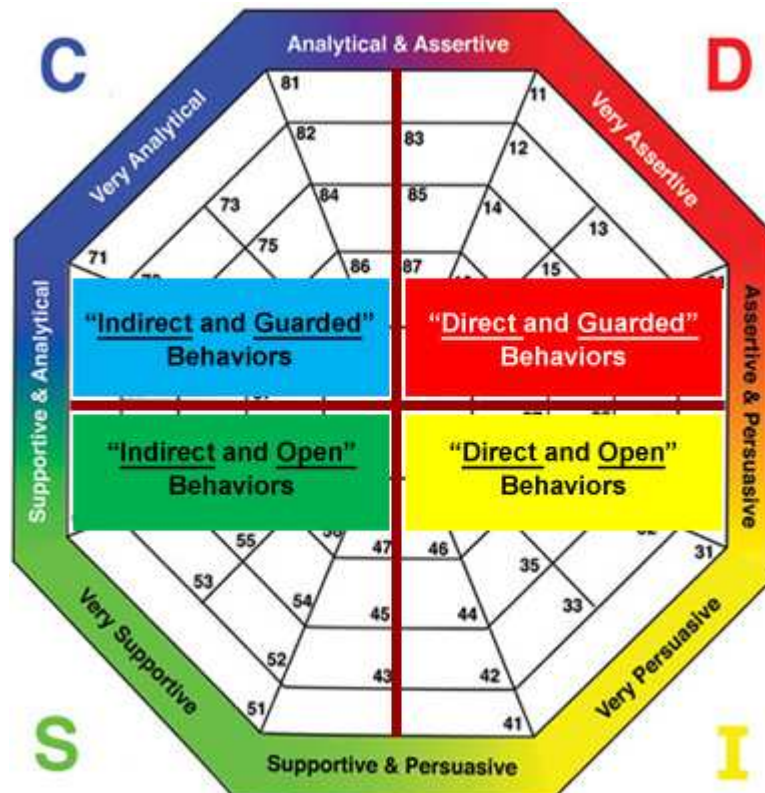 C
Analytical & Assertive
D
Very Analytical
Very Assertive
81
11
82
83
12
73
84
85
14
13
75
15
71
86
87
"Indirect and Guarded"
Behaviors
"Direct and Guarded"
Behaviors
Supportive & Analytical
Assertive & Persuasive
"Indirect and Open"
Behaviors
"Direct and Open"
Behaviors
55
47
46
31
53
35
54
45
44
33
52
43
42
51
41
Very Supportive
Very Persuasive
S
Supportive & Persuasive
I